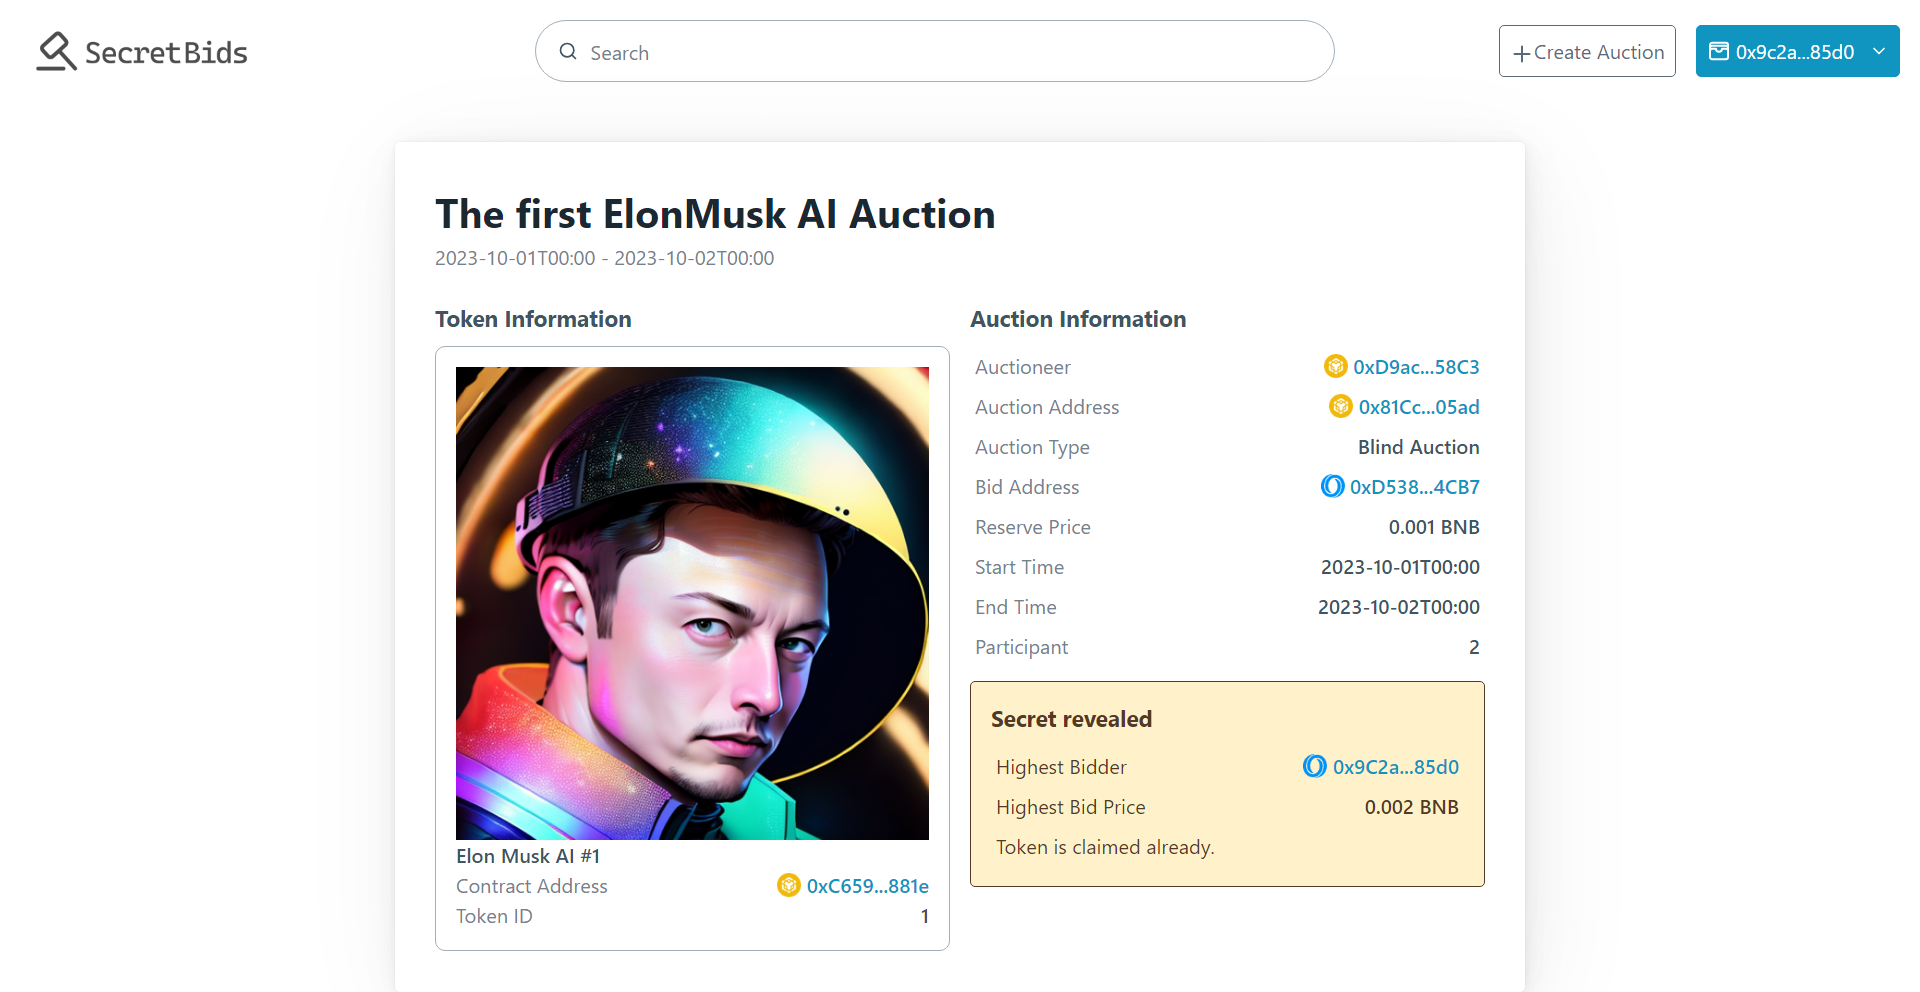 SecretBids
Search
Create Auction
0x9c2a...85d0
The first ElonMusk AI Auction
2023-10-01T00:00 - 2023-10-02T00:00
Token Information
Elon Musk AI #1
Contract Address 0xC659...881e
Token ID 1
Auction Information
Auctioneer 0xD9ac...58C3
Auction Address 0x81Cc...05ad
Auction Type Blind Auction
Bid Address 0xD538...4CB7
Reserve Price 0.001 BNB
Start Time 2023-10-01T00:00
End Time 2023-10-02T00:00
Participant 2
Secret revealed
Highest Bidder 0x9C2a...85d0
Highest Bid Price 0.002 BNB
Token is claimed already.